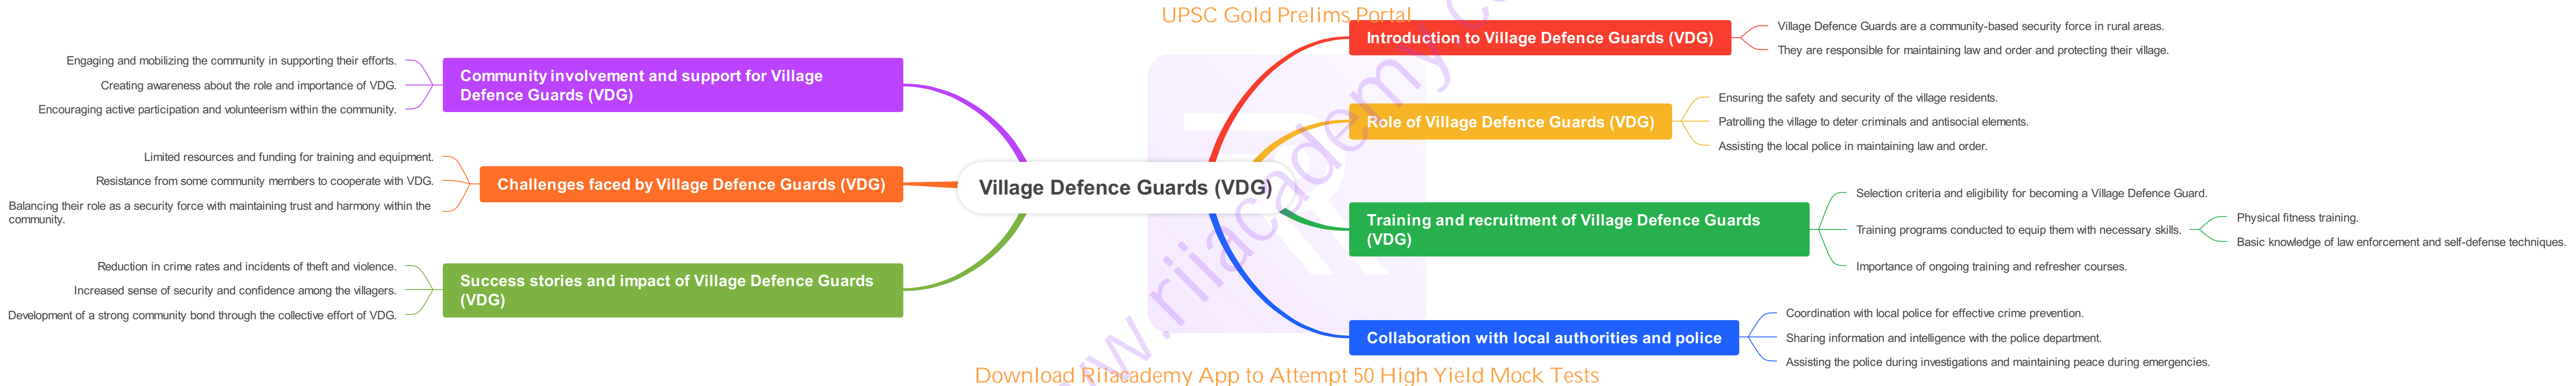 UPSC Gold Prelims Portal
Village Defence Guards (VDG)
Introduction to Village Defence Guards (VDG)
Village Defence Guards are a community-based security force in rural areas.
They are responsible for maintaining law and order and protecting their village.
Role of Village Defence Guards (VDG)
Ensuring the safety and security of the village residents.
Patrolling the village to deter criminals and antisocial elements.
Assisting the local police in maintaining law and order.
Training and recruitment of Village Defence Guards
(VDG)
Selection criteria and eligibility for becoming a Village Defence Guard.
Training programs conducted to equip them with necessary skills.
Physical fitness training.
Basic knowledge of law enforcement and self-defense techniques.
Importance of ongoing training and refresher courses.
Collaboration with local authorities and police
Coordination with local police for effective crime prevention.
Sharing information and intelligence with the police department.
Assisting the police during investigations and maintaining peace during emergencies.
Community involvement and support for Village
Defence Guards (VDG)
Engaging and mobilizing the community in supporting their efforts.
Creating awareness about the role and importance of VDG.
Encouraging active participation and volunteerism within the community.
Challenges faced by Village Defence Guards (VDG)
Limited resources and funding for training and equipment.
Resistance from some community members to cooperate with VDG.
Balancing their role as a security force with maintaining trust and harmony within the
community.
Success stories and impact of Village Defence Guards
(VDG)
Reduction in crime rates and incidents of theft and violence.
Increased sense of security and confidence among the villagers.
Development of a strong community bond through the collective effort of VDG.
Download Riiacademy App to Attempt 50 High Yield Mock Tests